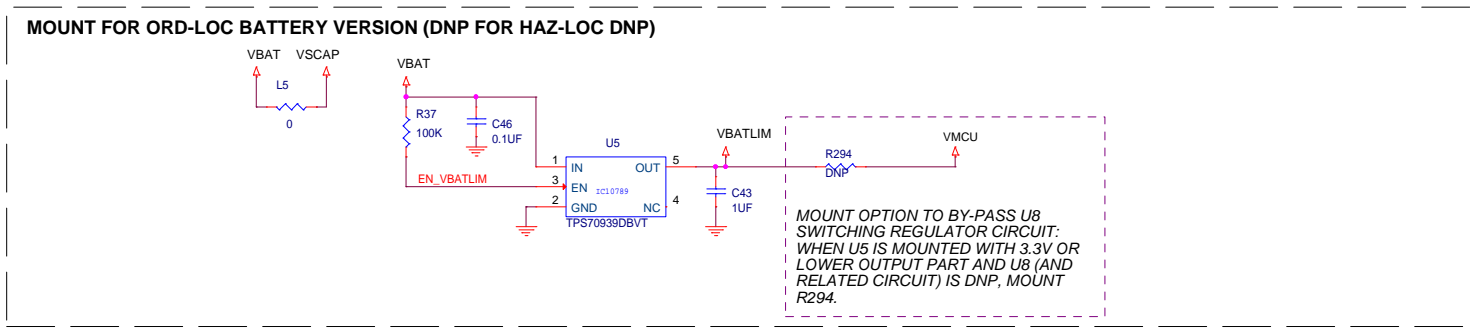 MOUNT FOR ORD-LOC BATTERY VERSION (DNP FOR HAZ-LOC DNP)
VBAT
VSCAP
L5
0
VBAT
R37
100K
C46
0.1UF
EN_VBATLIM
U5
1
IN
3
EN
2
GND
IC10789
OUT
5
NC
4
TPS70939DBVT
VBATLIM
C43
1UF
R294
DNP
VMCU
MOUNT OPTION TO BY-PASS U8
SWITCHING REGULATOR CIRCUIT:
WHEN U5 IS MOUNTED WITH 3.3V OR
LOWER OUTPUT PART AND U8 (AND
RELATED CIRCUIT) IS DNP, MOUNT
R294.